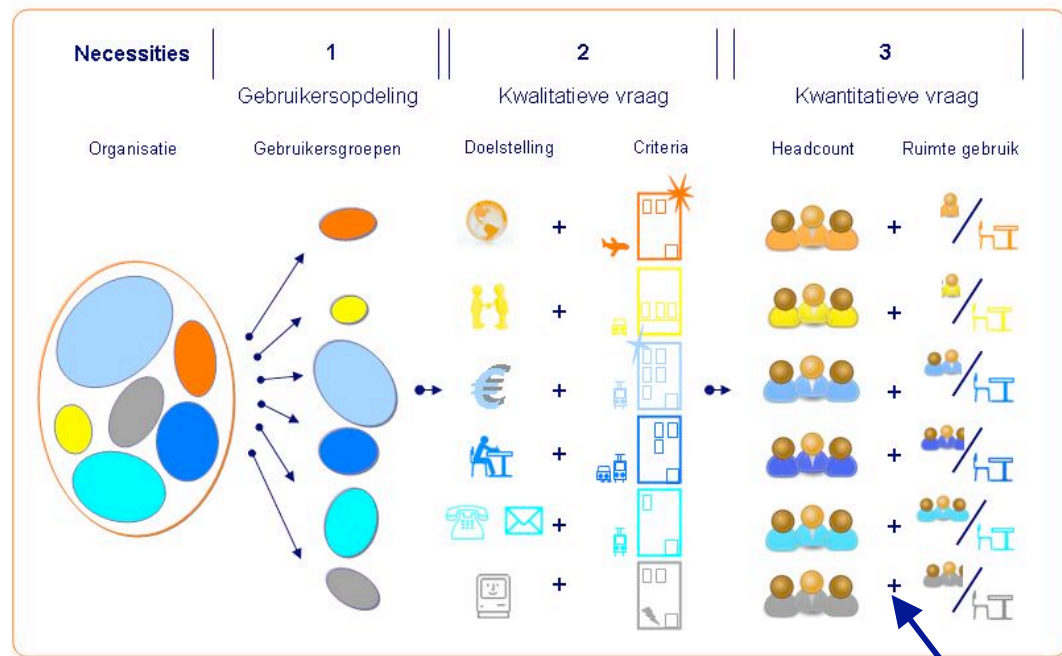 Necessities 1 2 3
Gebruikersopdeling Kwalitatieve vraag Kwantitatieve vraag
Organisatie Gebruikersgroepen Doelstelling Criteria Headcount Ruimte gebruik
+ +
+ +
€ + +
+ +
+ +
+ +